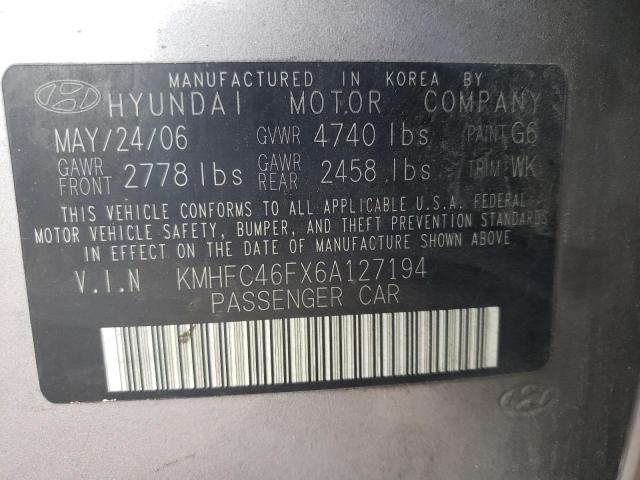 MANUFACTURED IN KOREA BY
HYUNDAI MOTOR COMPANY
MAY/24/06 GVWR 4740 lbs PAINT G6
GAWR FRONT 2778 lbs GAWR REAR 2458 lbs TRIM WK
THIS VEHICLE CONFORMS TO ALL APPLICABLE U.S.A. FEDERAL
MOTOR VEHICLE SAFETY, BUMPER, AND THEFT PREVENTION STANDARDS
IN EFFECT ON THE DATE OF MANUFACTURE SHOWN ABOVE
V.I.N KMHFC46FX6A127194
PASSENGER CAR